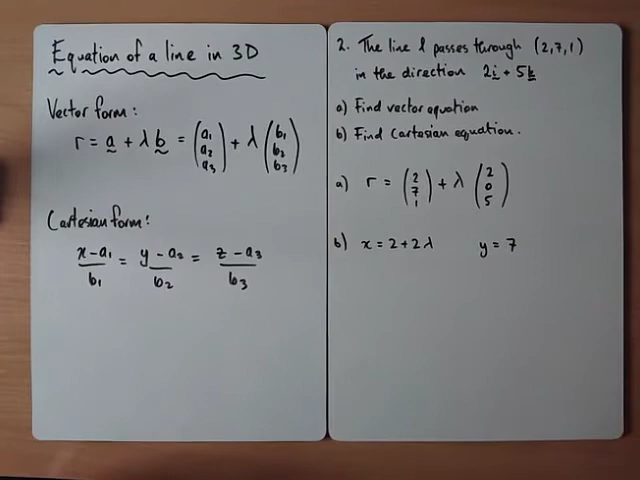 Equation of a line in 3D
Vector form:
r = a + λ b = (a₁ a₂ a₃) + λ (b₁ b₂ b₃)
Cartesian form:
x-a₁/b₁ = y-a₂/b₂ = z-a₃/b₃
2. The line l passes through (2,7,1)
in the direction 2i + 5k
a) Find vector equation
b) Find Cartesian equation.
a) r = (2 7 1) + λ (2 0 5)
b) x = 2+2λ y = 7